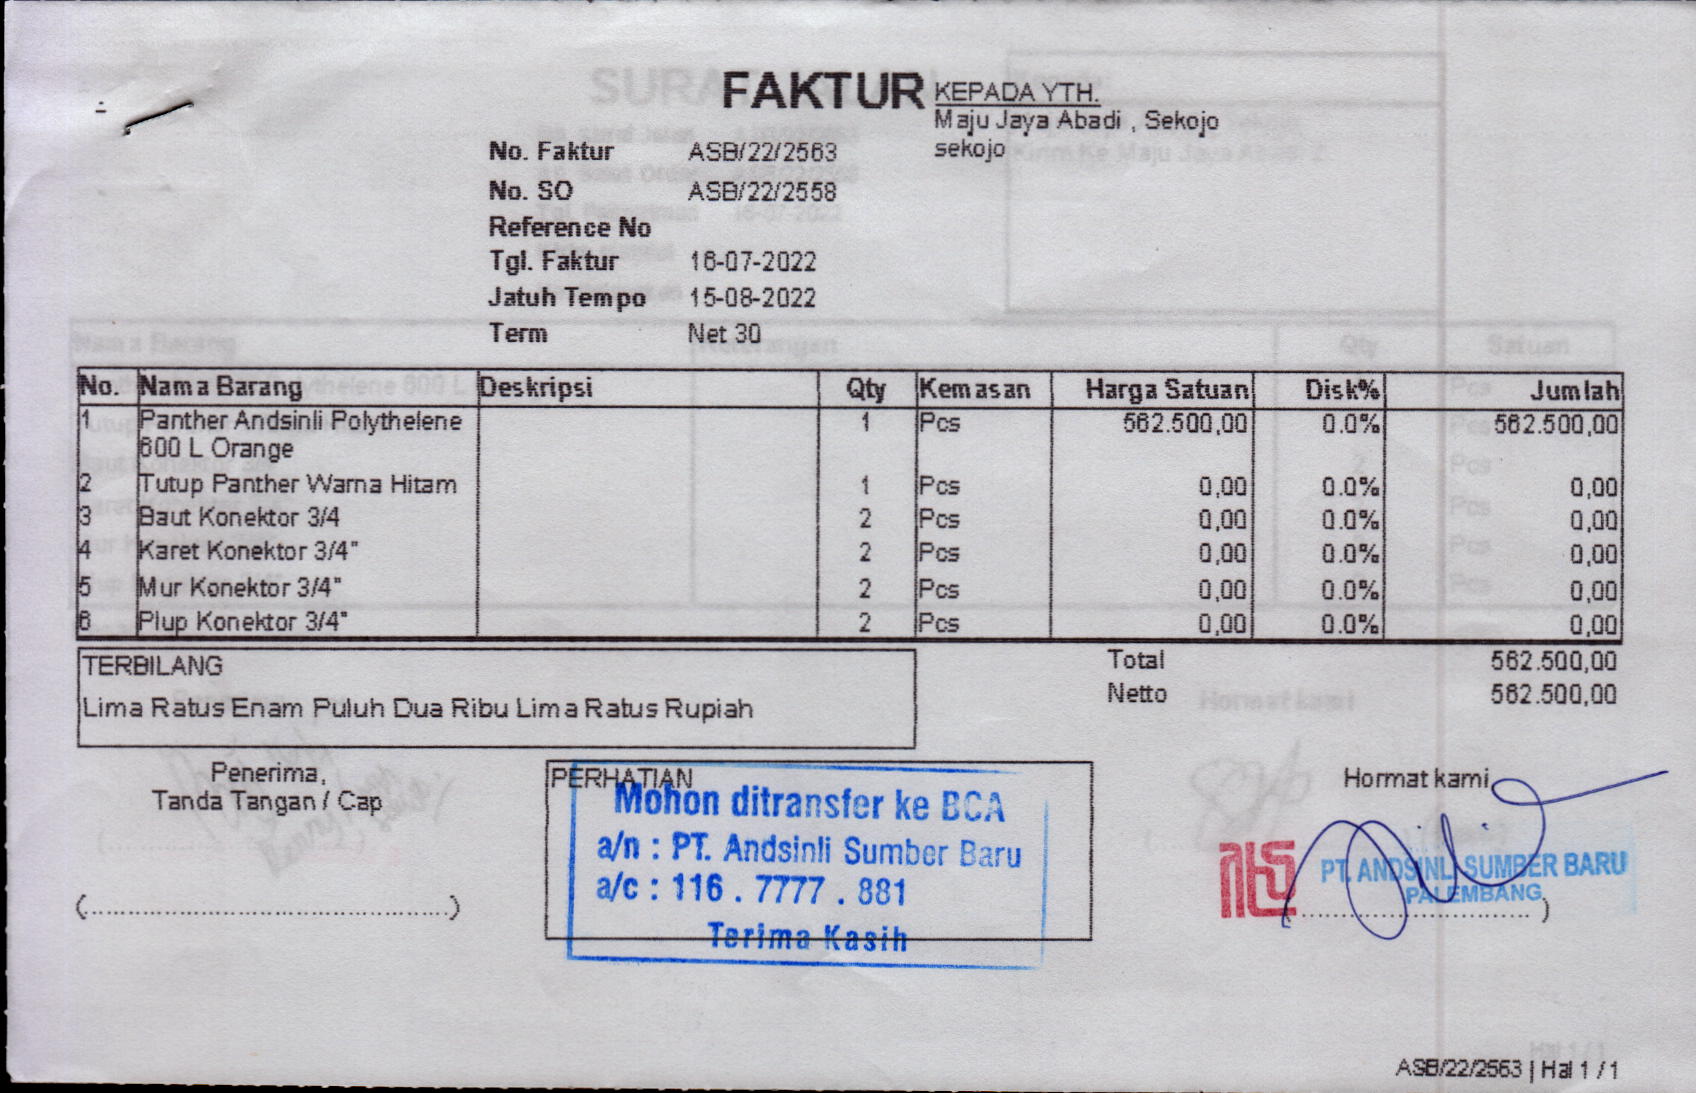 FAKTUR
KEPADA YTH.
Maju Jaya Abadi , Sekojo
sekojo
No. Faktur ASB/22/2563
No. SO ASB/22/2558
Reference No
Tgl. Faktur 16-07-2022
Jatuh Tempo 15-08-2022
Term Net 30
No. Nama Barang Deskripsi Qty Kemasan Harga Satuan Disk% Jumlah
1 Panther Andsinli Polythelene 1 Pcs 562.500,00 0.0% 562.500,00
600 L Orange
2 Tutup Panther Warna Hitam 1 Pcs 0,00 0.0% 0,00
3 Baut Konektor 3/4 2 Pcs 0,00 0.0% 0,00
4 Karet Konektor 3/4" 2 Pcs 0,00 0.0% 0,00
5 Mur Konektor 3/4" 2 Pcs 0,00 0.0% 0,00
6 Plup Konektor 3/4" 2 Pcs 0,00 0.0% 0,00
TERBILANG
Lima Ratus Enam Puluh Dua Ribu Lima Ratus Rupiah
Total 562.500,00
Netto 562.500,00
Penerima,
Tanda Tangan / Cap
(................................................)
PERHATIAN
Mohon ditransfer ke BCA
a/n : PT. Andsinli Sumber Baru
a/c : 116 . 7777 . 881
Terima Kasih
Hormat kami
PT. ANDSINLI SUMBER BARU
PALEMBANG
ASB/22/2563 | Hal 1 / 1